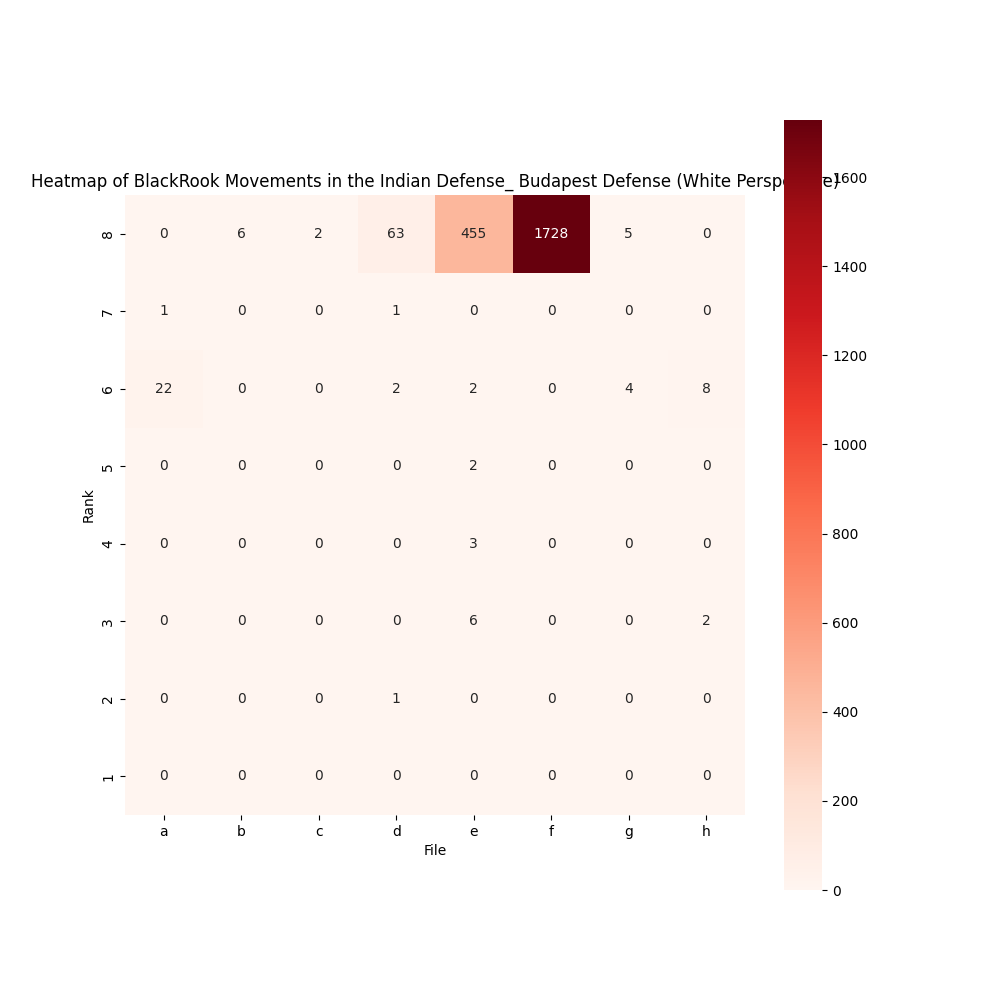 Heatmap of BlackRook Movements in the Indian Defense_ Budapest Defense (White Persp
e)
1600
8 0 6 2 63 455 1728 5 0
1400
7 1 0 0 1 0 0 0 0
1200
6 22 0 0 2 2 0 4 8
1000
5 0 0 0 0 2 0 0 0
Rank
800
4 0 0 0 0 3 0 0 0
600
3 0 0 0 0 6 0 0 2
400
2 0 0 0 1 0 0 0 0
200
1 0 0 0 0 0 0 0 0
a b c d e f g h
File
0